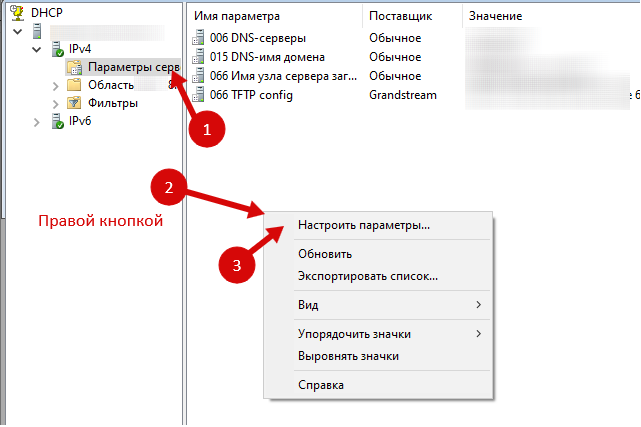 DHCP
Имя параметра Поставщик Значение
IPv4
Параметры серв
Область
Фильтры
IPv6
006 DNS-серверы Обычное
015 DNS-имя домена Обычное
066 Имя узла сервера заг... Обычное
066 TFTP config Grandstream
1
2
3
Правой кнопкой
Настроить параметры...
Обновить
Экспортировать список...
Вид
Упорядочить значки
Выровнять значки
Справка